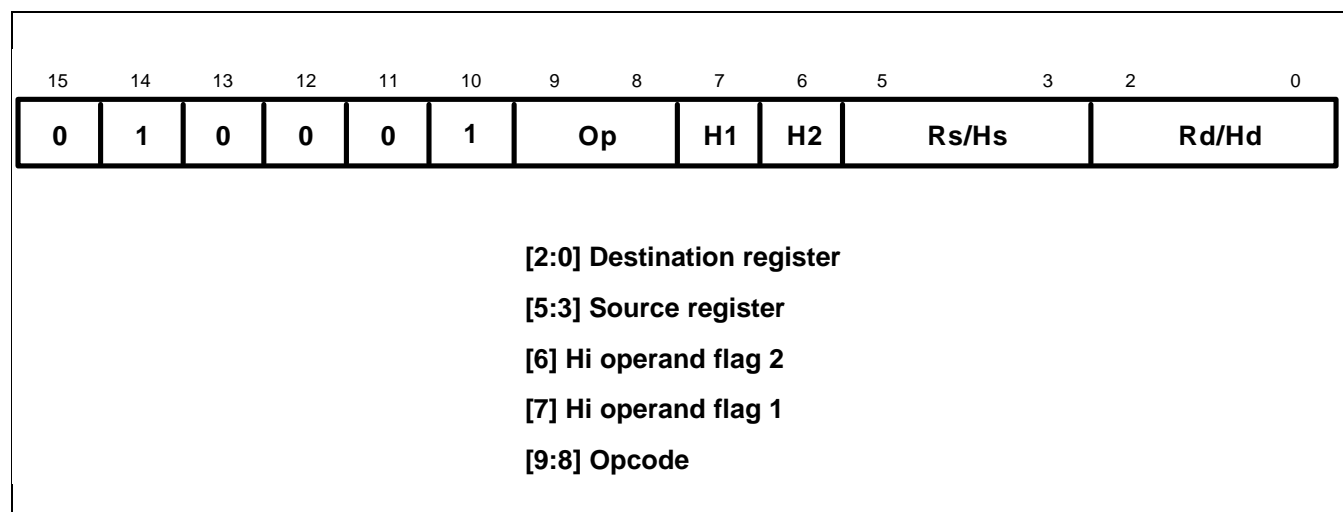 15 14 13 12 11 10 9 8 7 6 5 3 2 0
0 1 0 0 0 1 Op H1 H2 Rs/Hs Rd/Hd
[2:0] Destination register
[5:3] Source register
[6] Hi operand flag 2
[7] Hi operand flag 1
[9:8] Opcode